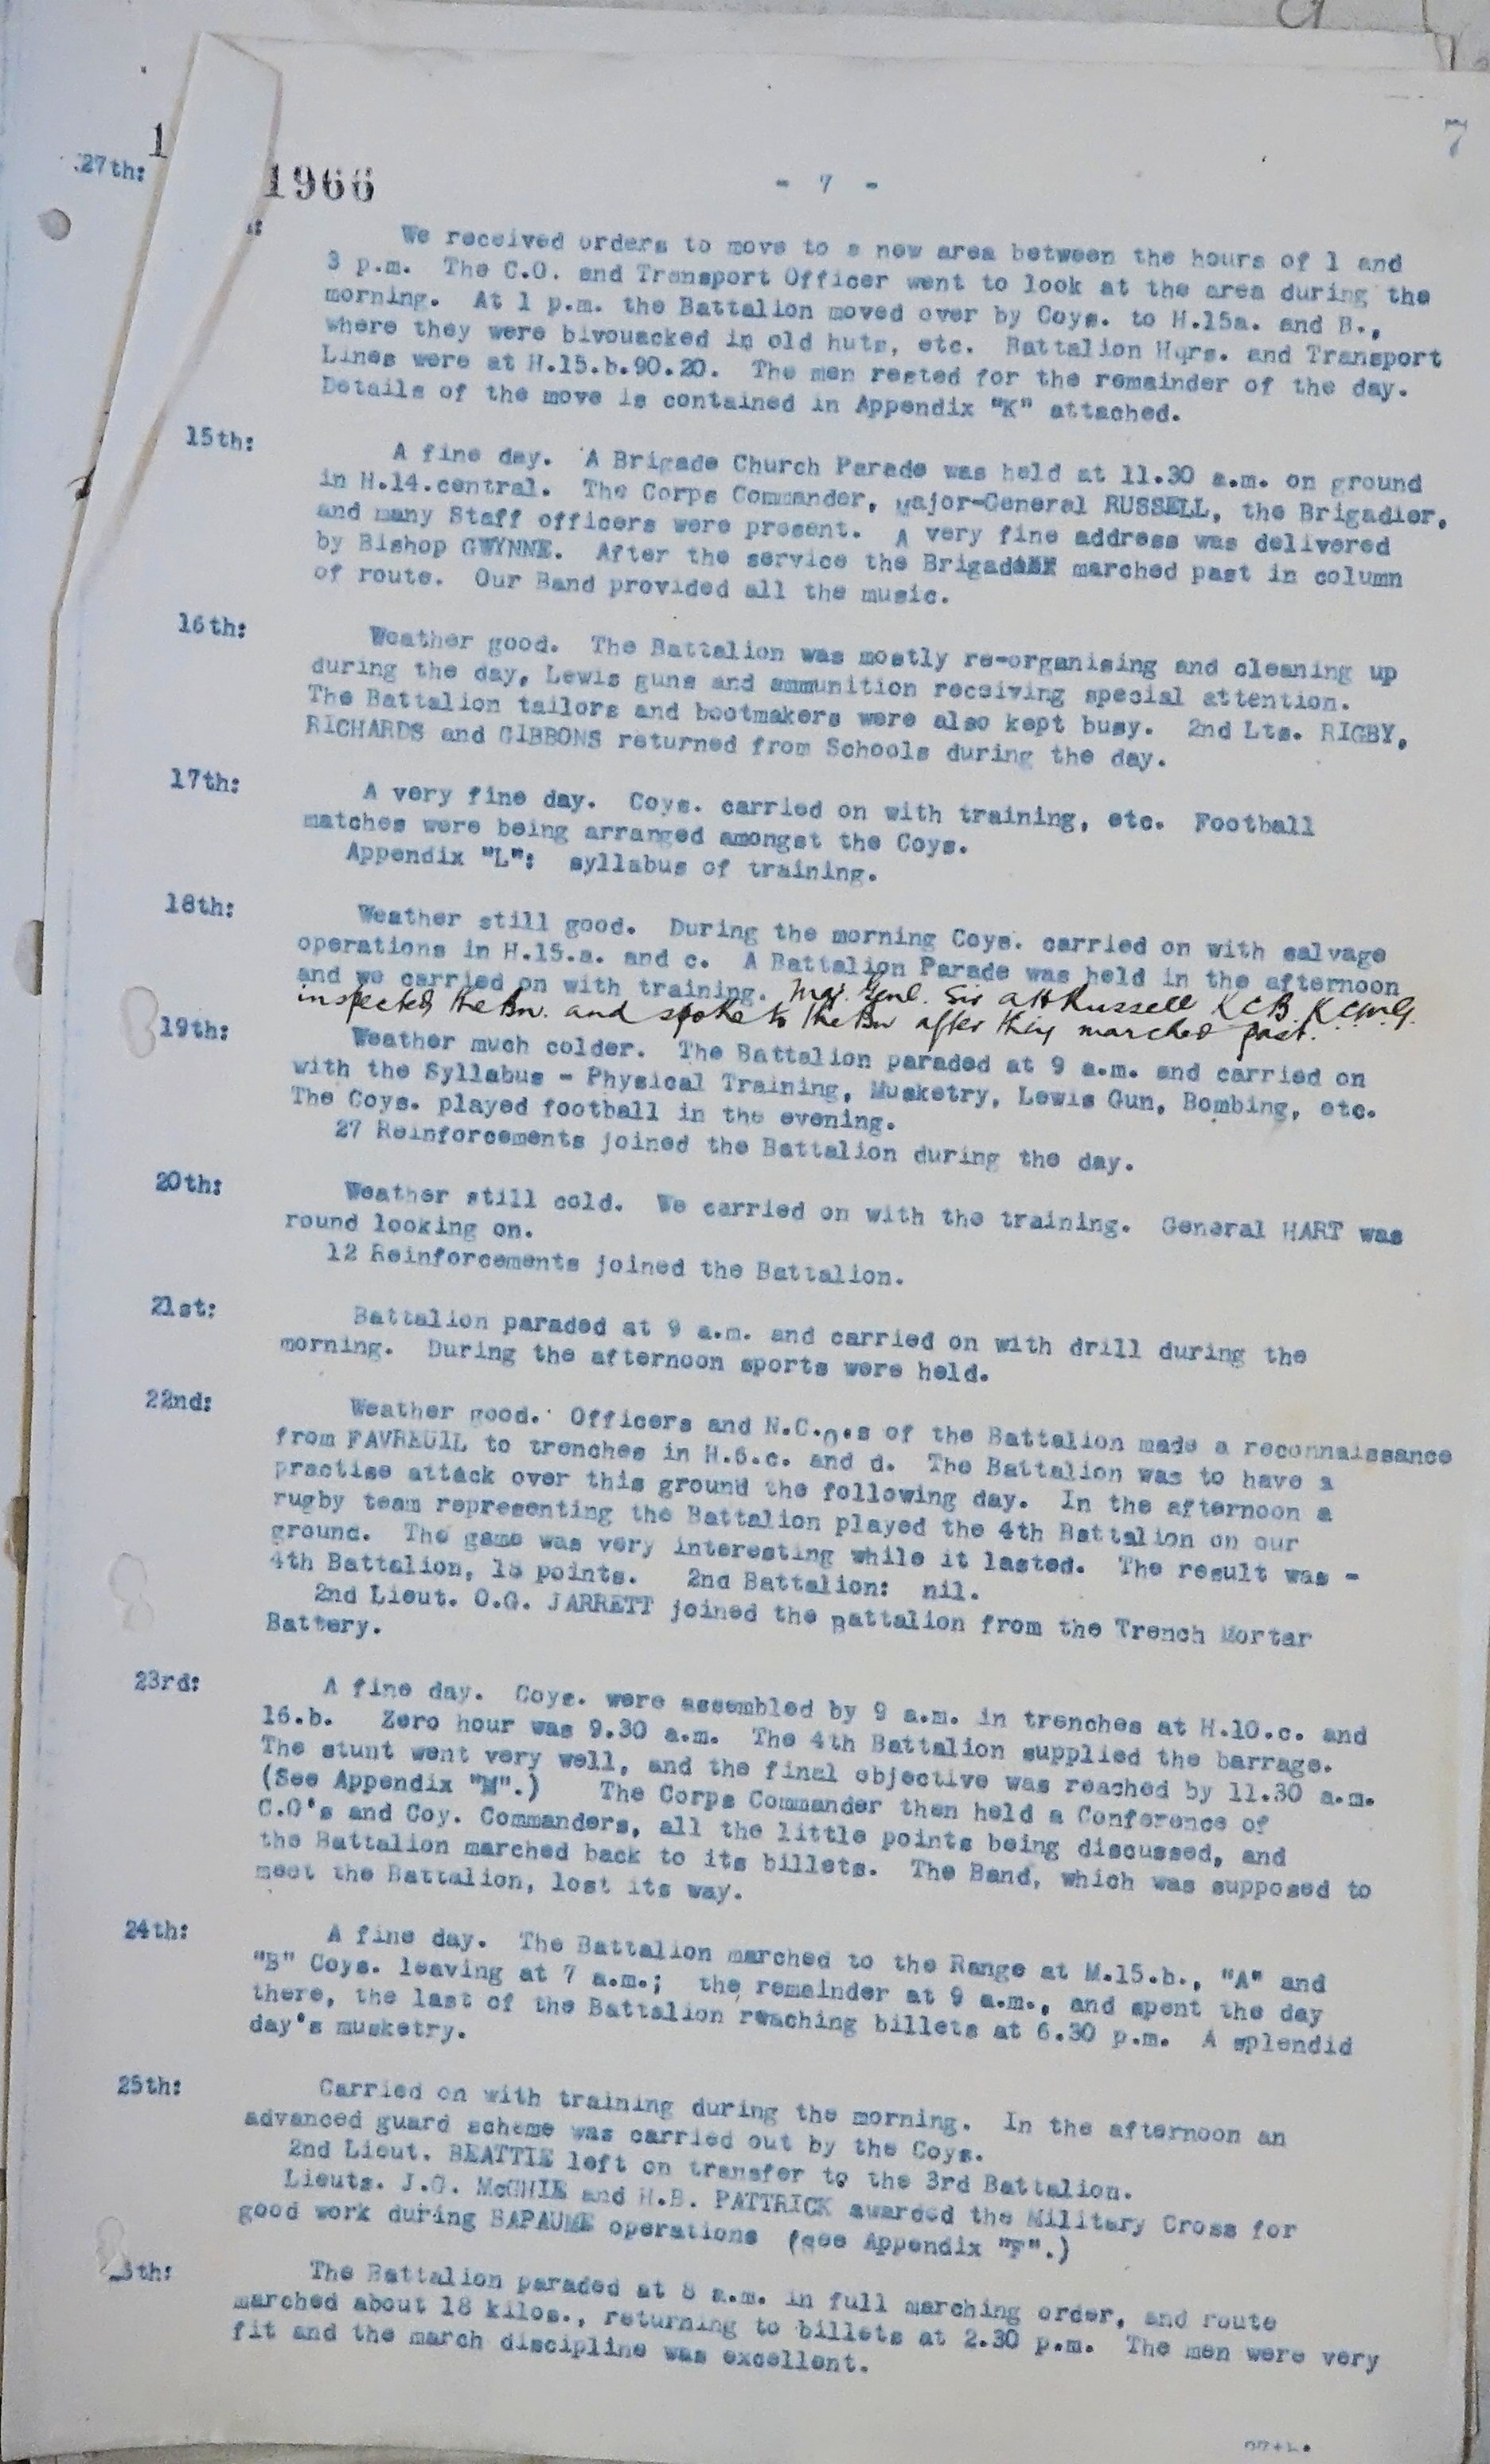 7
27th:
1966
- 7 -
We received orders to move to a new area between the hours of 1 and
3 p.m. The C.O. and Transport Officer went to look at the area during the
morning. At 1 p.m. the Battalion moved over by Coys. to H.15a. and B.,
where they were bivouacked in old huts, etc. Battalion Hqrs. and Transport
Lines were at H.15.b.90.20. The men rested for the remainder of the day.
Details of the move is contained in Appendix "K" attached.
15th: A fine day. A Brigade Church Parade was held at 11.30 a.m. on ground
in H.14.central. The Corps Commander, Major-General RUSSELL, the Brigadier,
and many Staff officers were present. A very fine address was delivered
by Bishop GWYNNE. After the service the Brigade marched past in column
of route. Our Band provided all the music.
16th: Weather good. The Battalion was mostly re-organising and cleaning up
during the day, Lewis guns and ammunition receiving special attention.
The Battalion tailors and bootmakers were also kept busy. 2nd Lts. RIGBY,
RICHARDS and GIBBONS returned from Schools during the day.
17th: A very fine day. Coys. carried on with training, etc. Football
matches were being arranged amongst the Coys.
Appendix "L": syllabus of training.
18th: Weather still good. During the morning Coys. carried on with salvage
operations in H.15.a. and c. A Battalion Parade was held in the afternoon
and we carried on with training. Maj. Genl. Sir A H Russell K.C.B. K.C.M.G.
inspected the Bn. and spoke to the Bn after they marched past.
19th: Weather much colder. The Battalion paraded at 9 a.m. and carried on
with the Syllabus - Physical Training, Musketry, Lewis Gun, Bombing, etc.
The Coys. played football in the evening.
27 Reinforcements joined the Battalion during the day.
20th: Weather still cold. We carried on with the training. General HART was
round looking on.
12 Reinforcements joined the Battalion.
21st: Battalion paraded at 9 a.m. and carried on with drill during the
morning. During the afternoon sports were held.
22nd: Weather good. Officers and N.C.O.s of the Battalion made a reconnaissance
from FAVREUIL to trenches in H.6.c. and d. The Battalion was to have a
practise attack over this ground the following day. In the afternoon a
rugby team representing the Battalion played the 4th Battalion on our
ground. The game was very interesting while it lasted. The result was -
4th Battalion, 18 points. 2nd Battalion: nil.
2nd Lieut. O.G. JARRETT joined the Battalion from the Trench Mortar
Battery.
23rd: A fine day. Coys. were assembled by 9 a.m. in trenches at H.10.c. and
16.b. Zero hour was 9.30 a.m. The 4th Battalion supplied the barrage.
The stunt went very well, and the final objective was reached by 11.30 a.m.
(See Appendix "M".) The Corps Commander then held a Conference of
C.O's and Coy. Commanders, all the little points being discussed, and
the Battalion marched back to its billets. The Band, which was supposed to
meet the Battalion, lost its way.
24th: A fine day. The Battalion marched to the Range at M.15.b., "A" and
"B" Coys. leaving at 7 a.m.; the remainder at 9 a.m., and spent the day
there, the last of the Battalion reaching billets at 6.30 p.m. A splendid
day's musketry.
25th: Carried on with training during the morning. In the afternoon an
advanced guard scheme was carried out by the Coys.
2nd Lieut. BEATTIE left on transfer to the 3rd Battalion.
Lieuts. J.G. McGHIE and H.B. PATTRICK awarded the Military Cross for
good work during BAPAUME operations (see Appendix "F".)
6th: The Battalion paraded at 8 a.m. in full marching order, and route
marched about 18 kilos., returning to billets at 2.30 p.m. The men were very
fit and the march discipline was excellent.